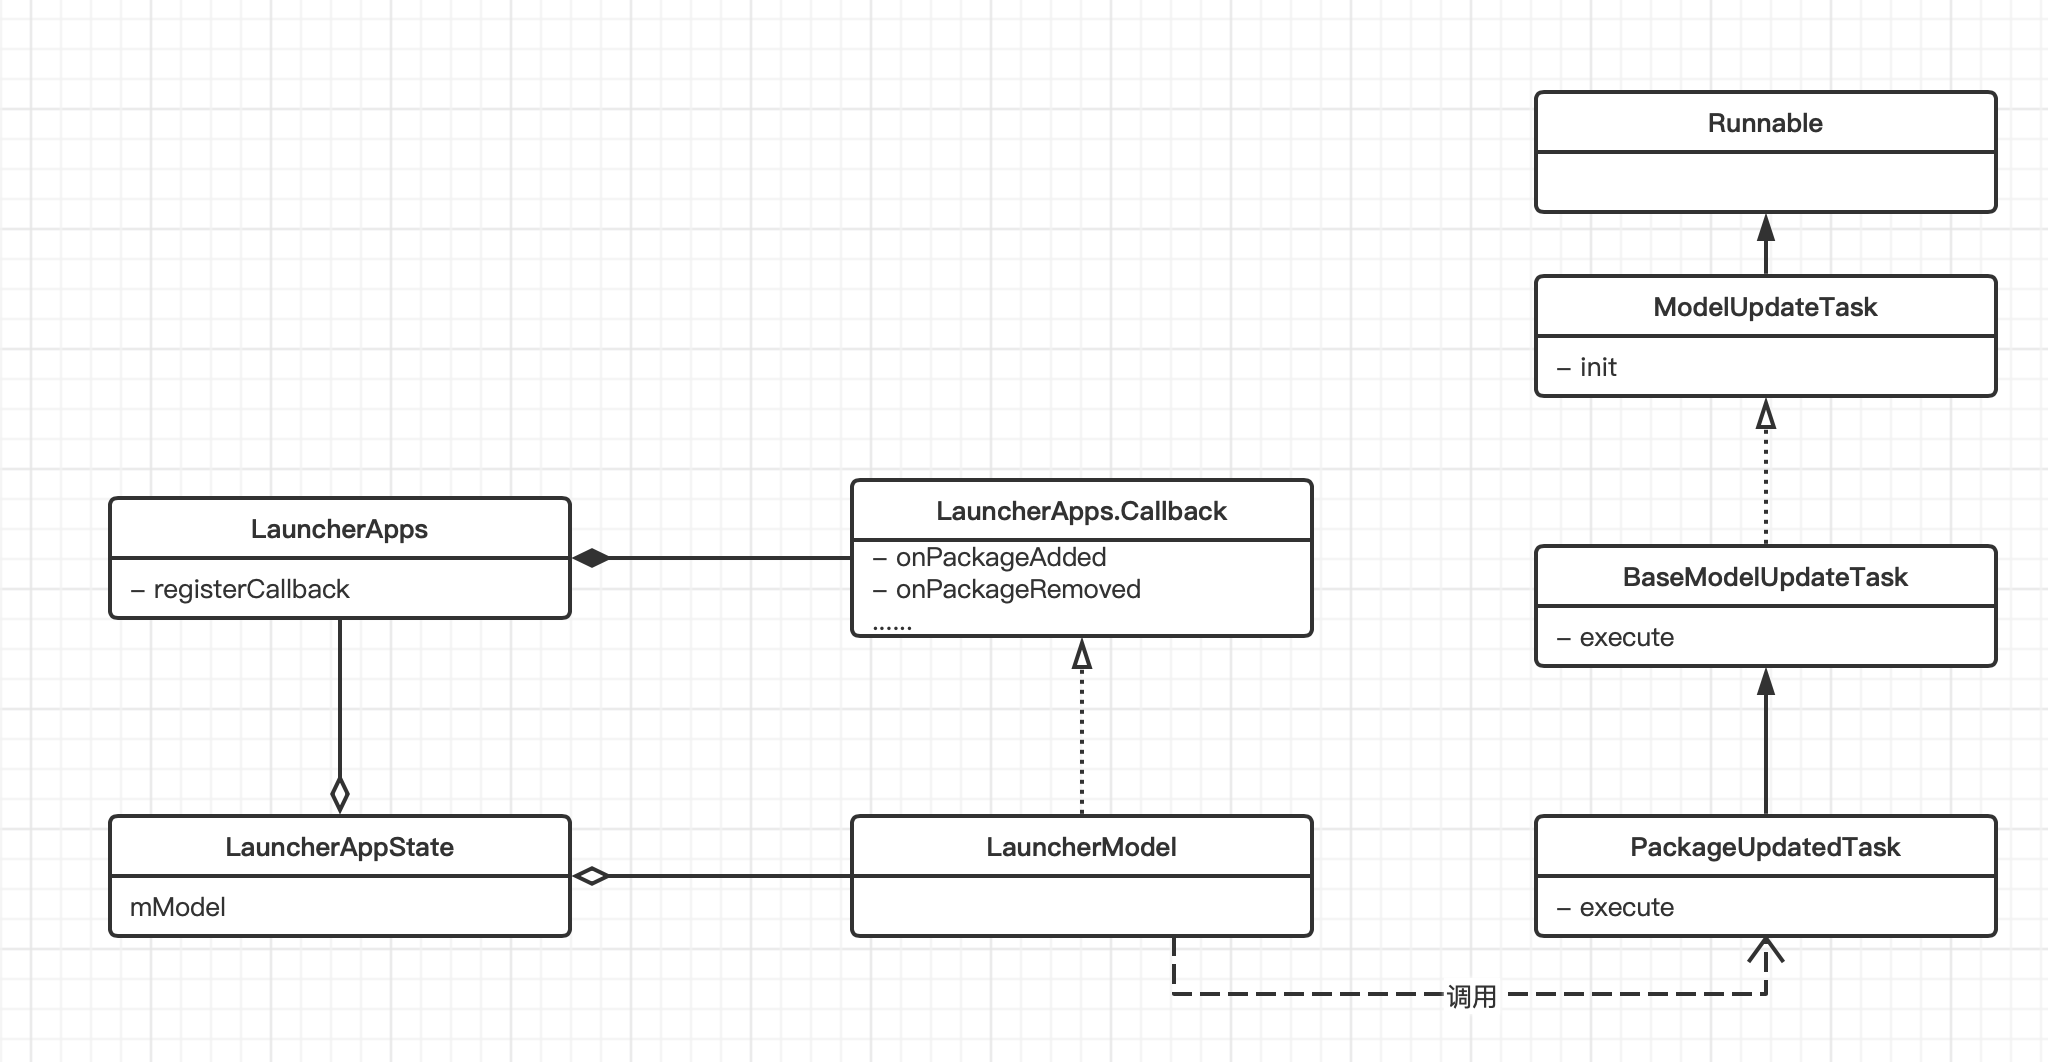 Runnable
ModelUpdateTask
– init
LauncherApps
– registerCallback
LauncherApps.Callback
– onPackageAdded
– onPackageRemoved
......
BaseModelUpdateTask
– execute
LauncherAppState
mModel
LauncherModel
PackageUpdatedTask
– execute
调用